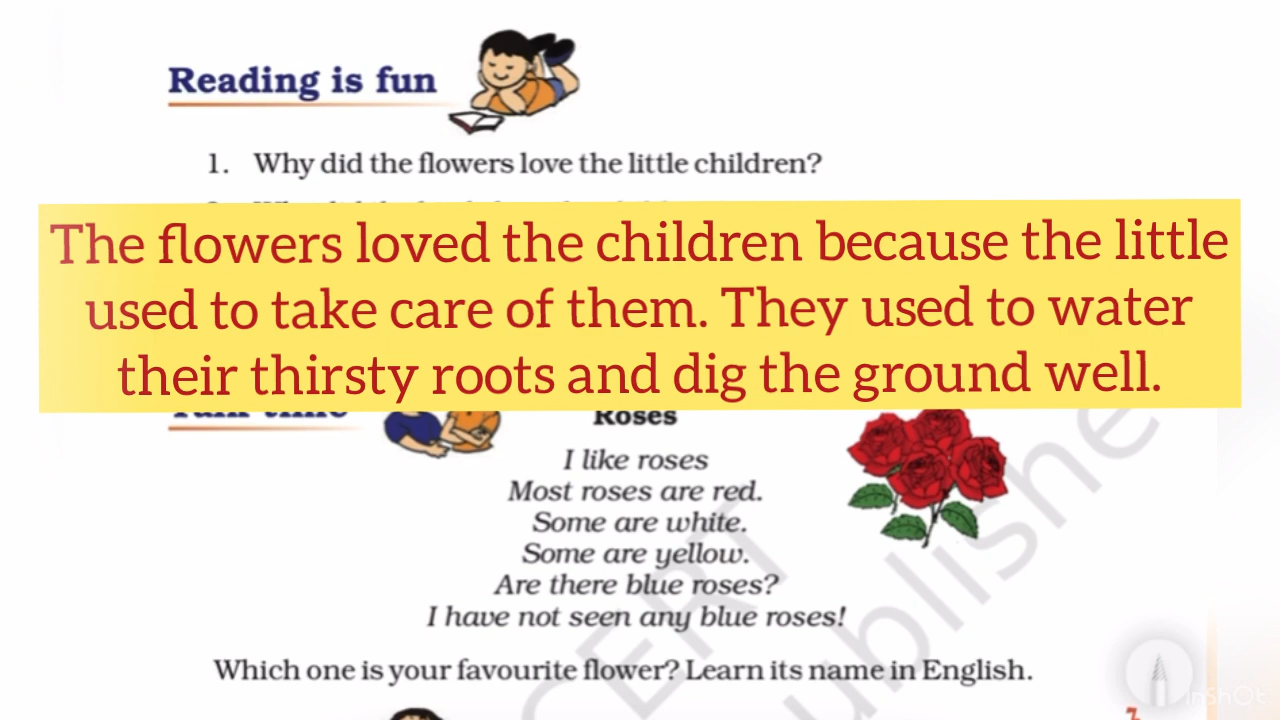 Reading is fun
1. Why did the flowers love the little children?
The flowers loved the children because the little
used to take care of them. They used to water
their thirsty roots and dig the ground well.
Talk time
Roses
I like roses
Most roses are red.
Some are white.
Some are yellow.
Are there blue roses?
I have not seen any blue roses!
Which one is your favourite flower? Learn its name in English.
InShOt